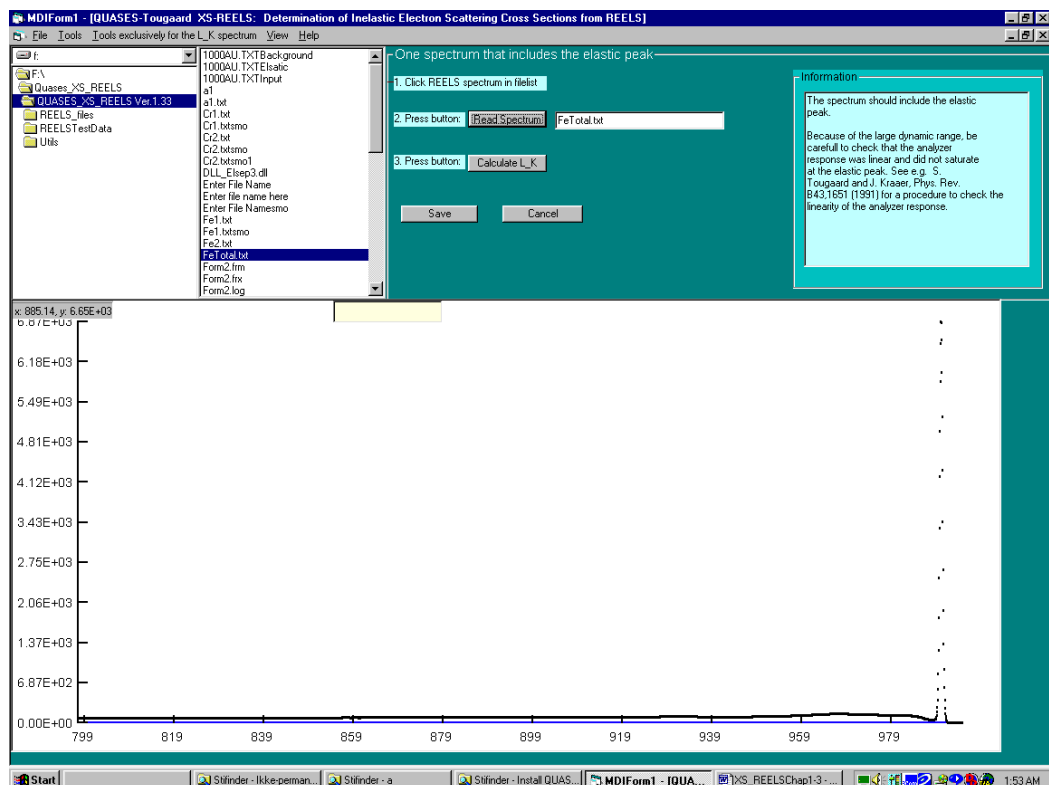 MDIForm1 - [QUASES-Tougaard  XS-REELS:  Determination of Inelastic Electron Scattering Cross Sections from REELS]
File  Tools  Tools exclusively for the L_K spectrum  View  Help
f:
F:\
Quases_XS_REELS
QUASES_XS_REELS Ver.1.33
REELS_files
REELSTestData
Utils
1000AU.TXTBackground
1000AU.TXTElsatic
1000AU.TXTInput
a1
a1.txt
Cr1.txt
Cr1.txtsmo
Cr2.txt
Cr2.txtsmo
Cr2.txtsmo1
DLL_Elsep3.dll
Enter File Name
Enter file name here
Enter File Namesmo
Fe1.txt
Fe1.txtsmo
Fe2.txt
FeTotal.txt
Form2.frm
Form2.frx
Form2.log
One spectrum that includes the elastic peak
1. Click REELS spectrum in filelist
2. Press button: Read Spectrum FeTotal.txt
3. Press button: Calculate L_K
Save Cancel
Information
The spectrum should include the elastic
peak.
Because of the large dynamic range, be
carefull to check that the analyzer
response was linear and did not saturate
at the elastic peak. See e.g. S.
Tougaard and J. Kraaer, Phys. Rev.
B43,1651 (1991) for a procedure to check the
linearity of the analyzer response.
x: 885.14, y: 6.65E+03
6.87E+03
6.18E+03
5.49E+03
4.81E+03
4.12E+03
3.43E+03
2.75E+03
2.06E+03
1.37E+03
6.87E+02
0.00E+00
799 819 839 859 879 899 919 939 959 979
Start Stifinder - Ikke-perman... Stifinder - a Stifinder - Install QUAS... MDIForm1 - [QUA... XS_REELSChap1-3 - ... 1:53 AM